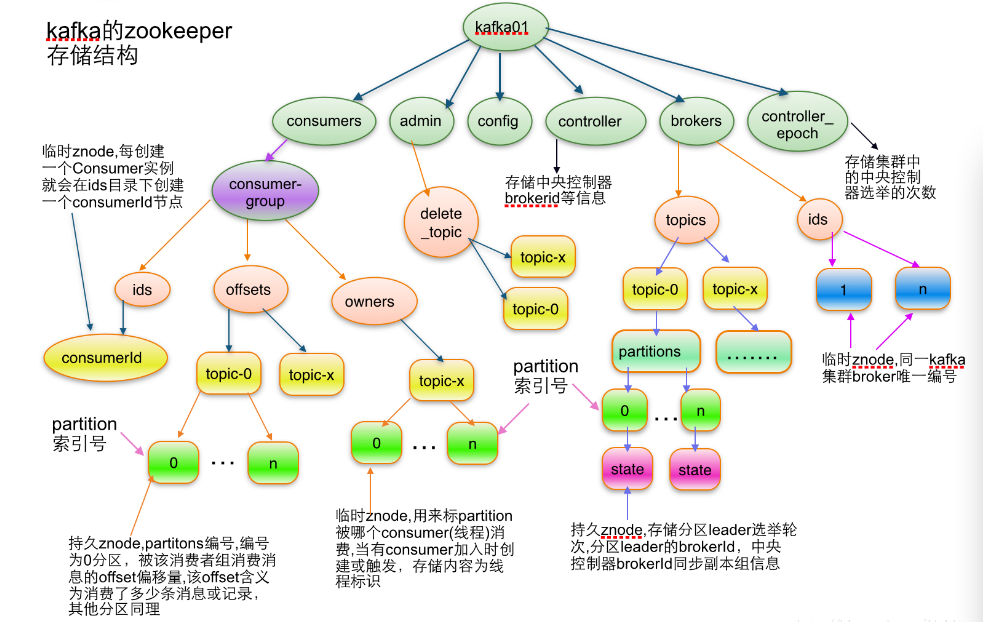 kafka的zookeeper
存储结构
kafka01
consumers
admin
config
controller
brokers
controller_
epoch
临时znode,每创建
一个Consumer实例
就会在ids目录下创建
一个consumerId节点
consumer-
group
存储中央控制器
brokerid等信息
存储集群中
的中央控制
器选举的次数
delete
_topic
topics
ids
topic-x
topic-0
ids
offsets
owners
topic-0
topic-x
1
n
consumerId
topic-0
topic-x
topic-x
partitions
.......
临时znode,同一kafka
集群broker唯一编号
partition
索引号
partition
索引号
0
...
n
0
...
n
0
...
n
state
state
持久znode,partitons编号,编号
为0分区，被该消费者组消费消
息的offset偏移量,该offset含义
为消费了多少条消息或记录，
其他分区同理
临时znode,用来标partition
被哪个consumer(线程)消
费,当有consumer加入时创
建或触发，存储内容为线
程标识
持久znode,存储分区leader选举轮
次,分区leader的brokerId，中央
控制器brokerId同步副本组信息